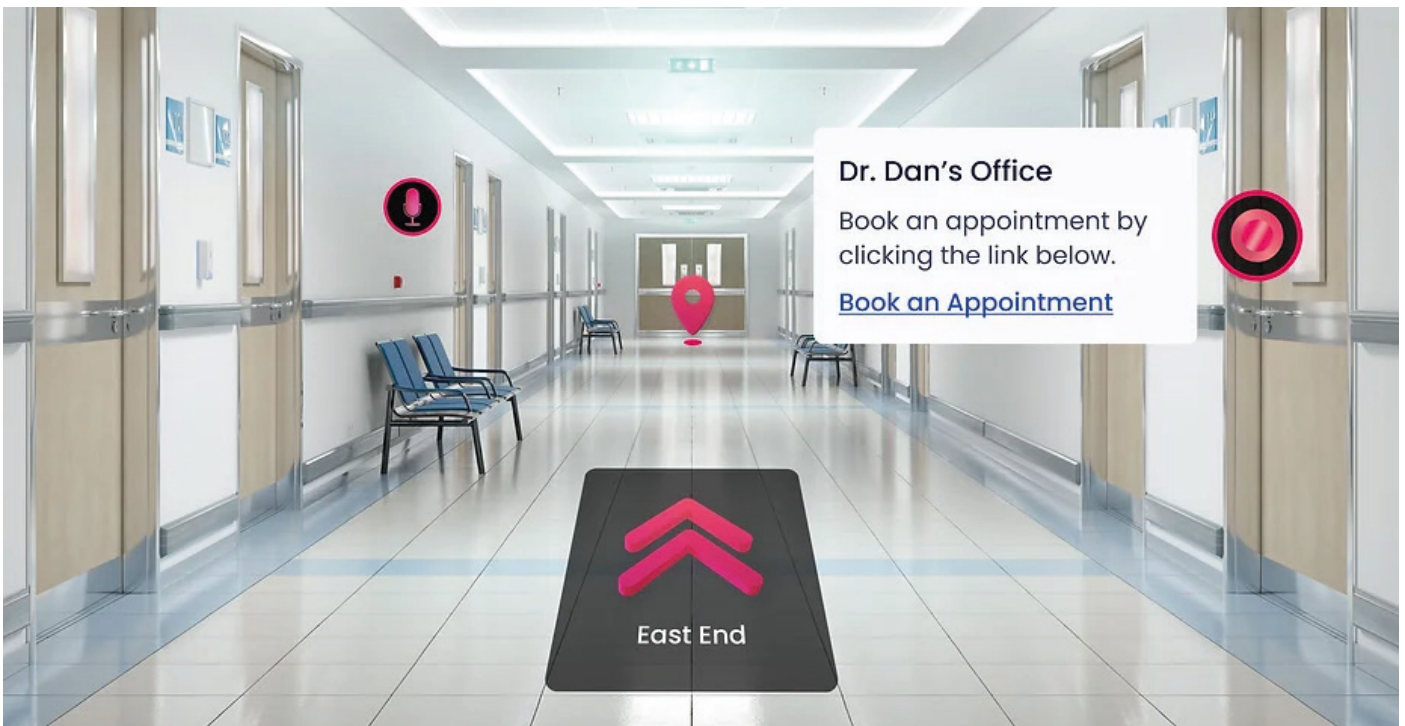 Dr. Dan's Office
Book an appointment by
clicking the link below.
Book an Appointment
East End